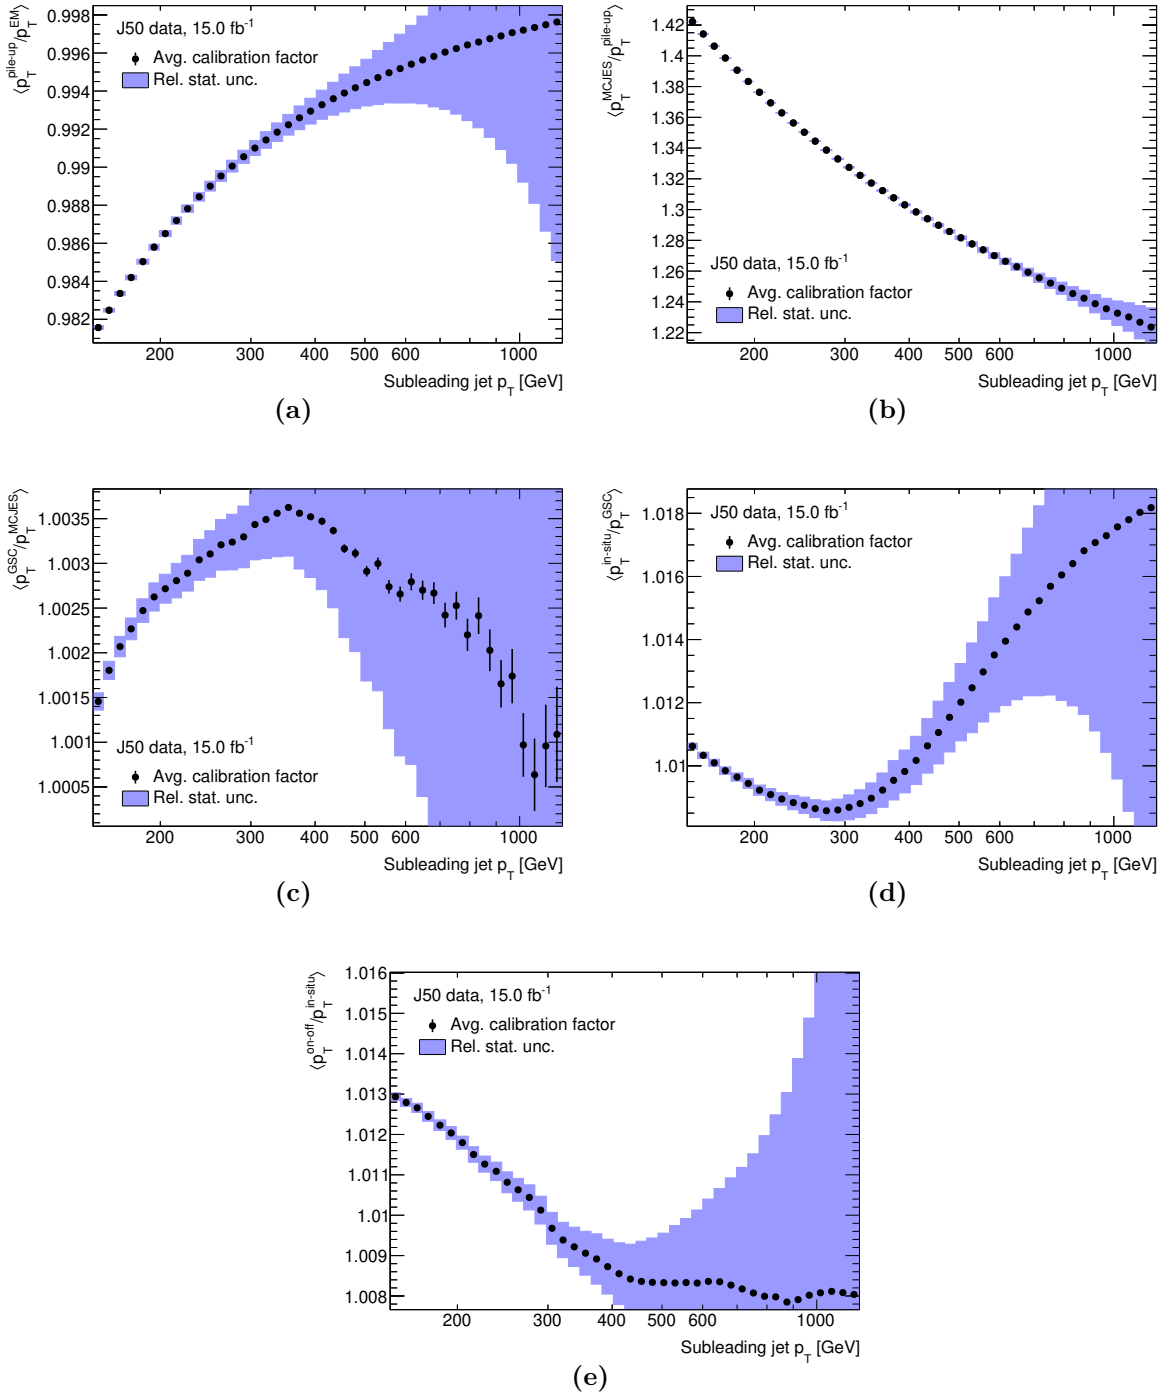 ⟨p_T^pile-up/p_T^EM⟩
0.998
0.996
0.994
0.992
0.99
0.988
0.986
0.984
0.982
J50 data, 15.0 fb⁻¹
Avg. calibration factor
Rel. stat. unc.
200 300 400 500 600 1000
Subleading jet p_T [GeV]
(a)
⟨p_T^MCJES/p_T^pile-up⟩
1.42
1.4
1.38
1.36
1.34
1.32
1.3
1.28
1.26
1.24
1.22
J50 data, 15.0 fb⁻¹
Avg. calibration factor
Rel. stat. unc.
200 300 400 500 600 1000
Subleading jet p_T [GeV]
(b)
⟨p_T^GSC/p_T^MCJES⟩
1.0035
1.003
1.0025
1.002
1.0015
1.001
1.0005
J50 data, 15.0 fb⁻¹
Avg. calibration factor
Rel. stat. unc.
200 300 400 500 600 1000
Subleading jet p_T [GeV]
(c)
⟨p_T^in-situ/p_T^GSC⟩
1.018
1.016
1.014
1.012
1.01
J50 data, 15.0 fb⁻¹
Avg. calibration factor
Rel. stat. unc.
200 300 400 500 600 1000
Subleading jet p_T [GeV]
(d)
⟨p_T^on-off/p_T^in-situ⟩
1.016
1.015
1.014
1.013
1.012
1.011
1.01
1.009
1.008
J50 data, 15.0 fb⁻¹
Avg. calibration factor
Rel. stat. unc.
200 300 400 500 600 1000
Subleading jet p_T [GeV]
(e)